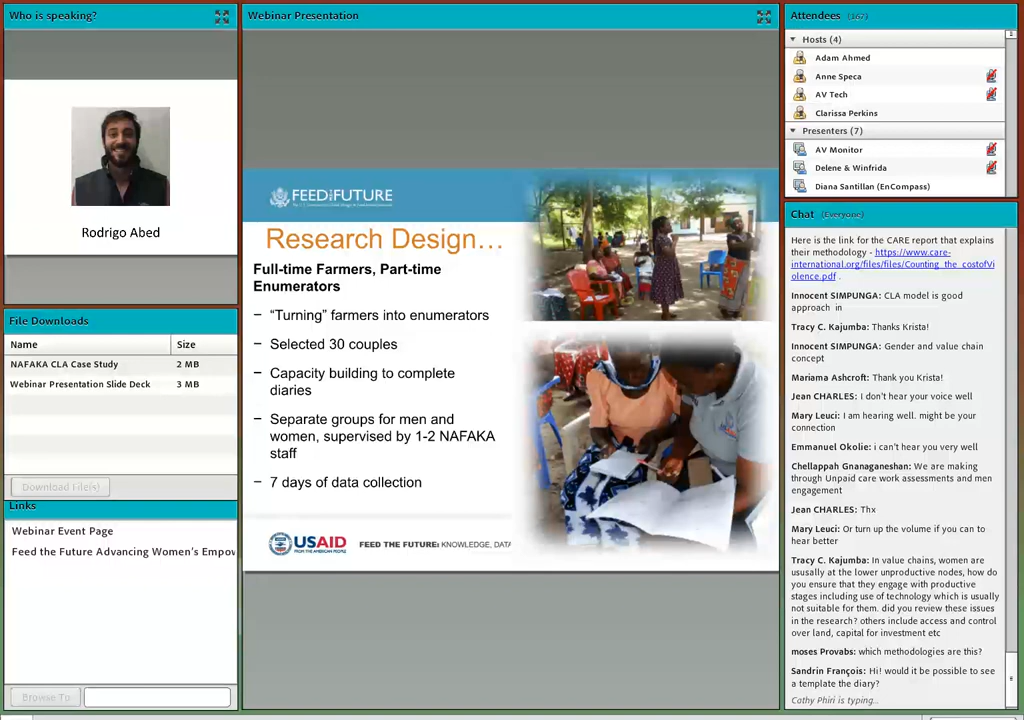 Who is speaking?
Rodrigo Abed
File Downloads
Name Size
NAFAKA CLA Case Study 2 MB
Webinar Presentation Slide Deck 3 MB
Download File(s)
Links
Webinar Event Page
Feed the Future Advancing Women's Empov
Browse To
Webinar Presentation
FEED THE FUTURE
Research Design…
Full-time Farmers, Part-time
Enumerators
– "Turning" farmers into enumerators
– Selected 30 couples
– Capacity building to complete
diaries
– Separate groups for men and
women, supervised by 1-2 NAFAKA
staff
– 7 days of data collection
USAID
FROM THE AMERICAN PEOPLE
FEED THE FUTURE: KNOWLEDGE, DATA
Attendees (167)
Hosts (4)
Adam Ahmed
Anne Speca
AV Tech
Clarissa Perkins
Presenters (7)
AV Monitor
Delene & Winfrida
Diana Santillan (EnCompass)
Chat (Everyone)
Here is the link for the CARE report that explains
their methodology - https://www.care-
international.org/files/files/Counting_the_costofVi
olence.pdf .
Innocent SIMPUNGA: CLA model is good
approach in
Tracy C. Kajumba: Thanks Krista!
Innocent SIMPUNGA: Gender and value chain
concept
Mariama Ashcroft: Thank you Krista!
Jean CHARLES: I don't hear your voice well
Mary Leuci: I am hearing well. might be your
connection
Emmanuel Okolie: i can't hear you very well
Chellappah Gnanaganeshan: We are making
through Unpaid care work assessments and men
engagement
Jean CHARLES: Thx
Mary Leuci: Or turn up the volume if you can to
hear better
Tracy C. Kajumba: In value chains, women are
ususally at the lower unproductive nodes, how do
you ensure that they engage with productive
stages including use of technology which is usually
not suitable for them. did you review these issues
in the research? others include access and control
over land, capital for investment etc
moses Provabs: which methodologies are this?
Sandrin François: Hi! would it be possible to see
a template the diary?
Cathy Phiri is typing...